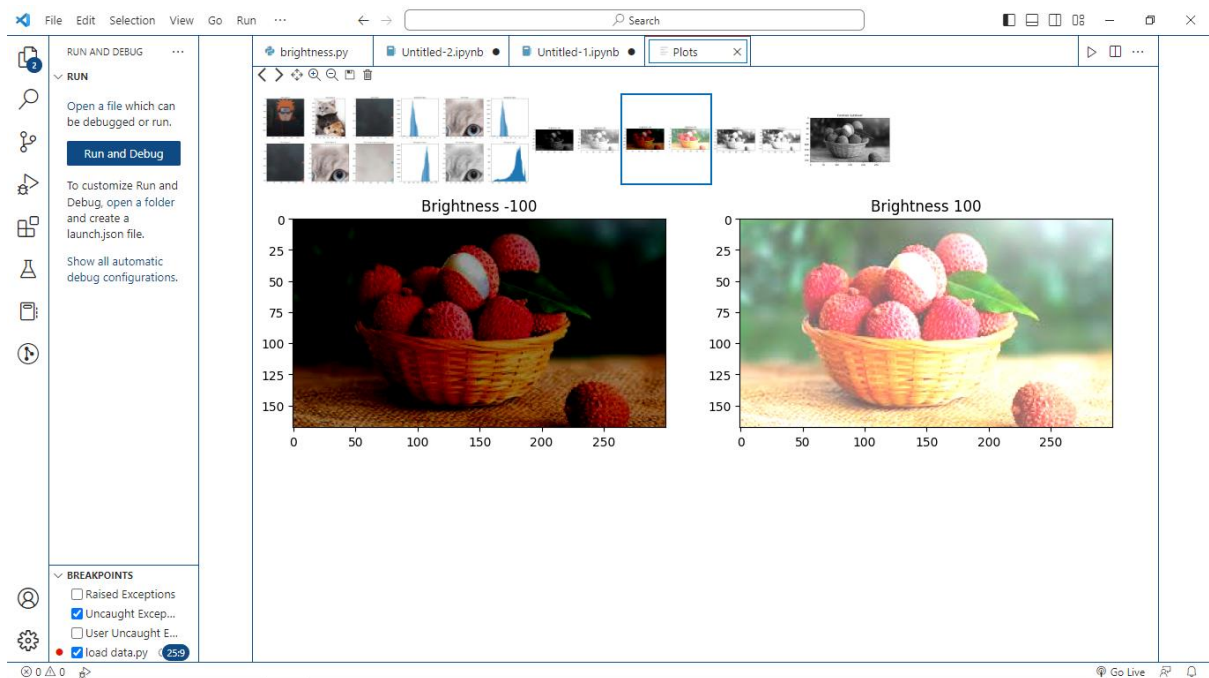 File Edit Selection View Go Run ··· Search
RUN AND DEBUG ···
brightness.py Untitled-2.ipynb Untitled-1.ipynb Plots
2
RUN
Open a file which can
be debugged or run.
Run and Debug
To customize Run and
Debug, open a folder
and create a
launch.json file.
Show all automatic
debug configurations.
Brightness -100
0
25
50
75
100
125
150
0 50 100 150 200 250
Brightness 100
0
25
50
75
100
125
150
0 50 100 150 200 250
BREAKPOINTS
Raised Exceptions
Uncaught Excep...
User Uncaught E...
load data.py 25:9
0 0 Go Live